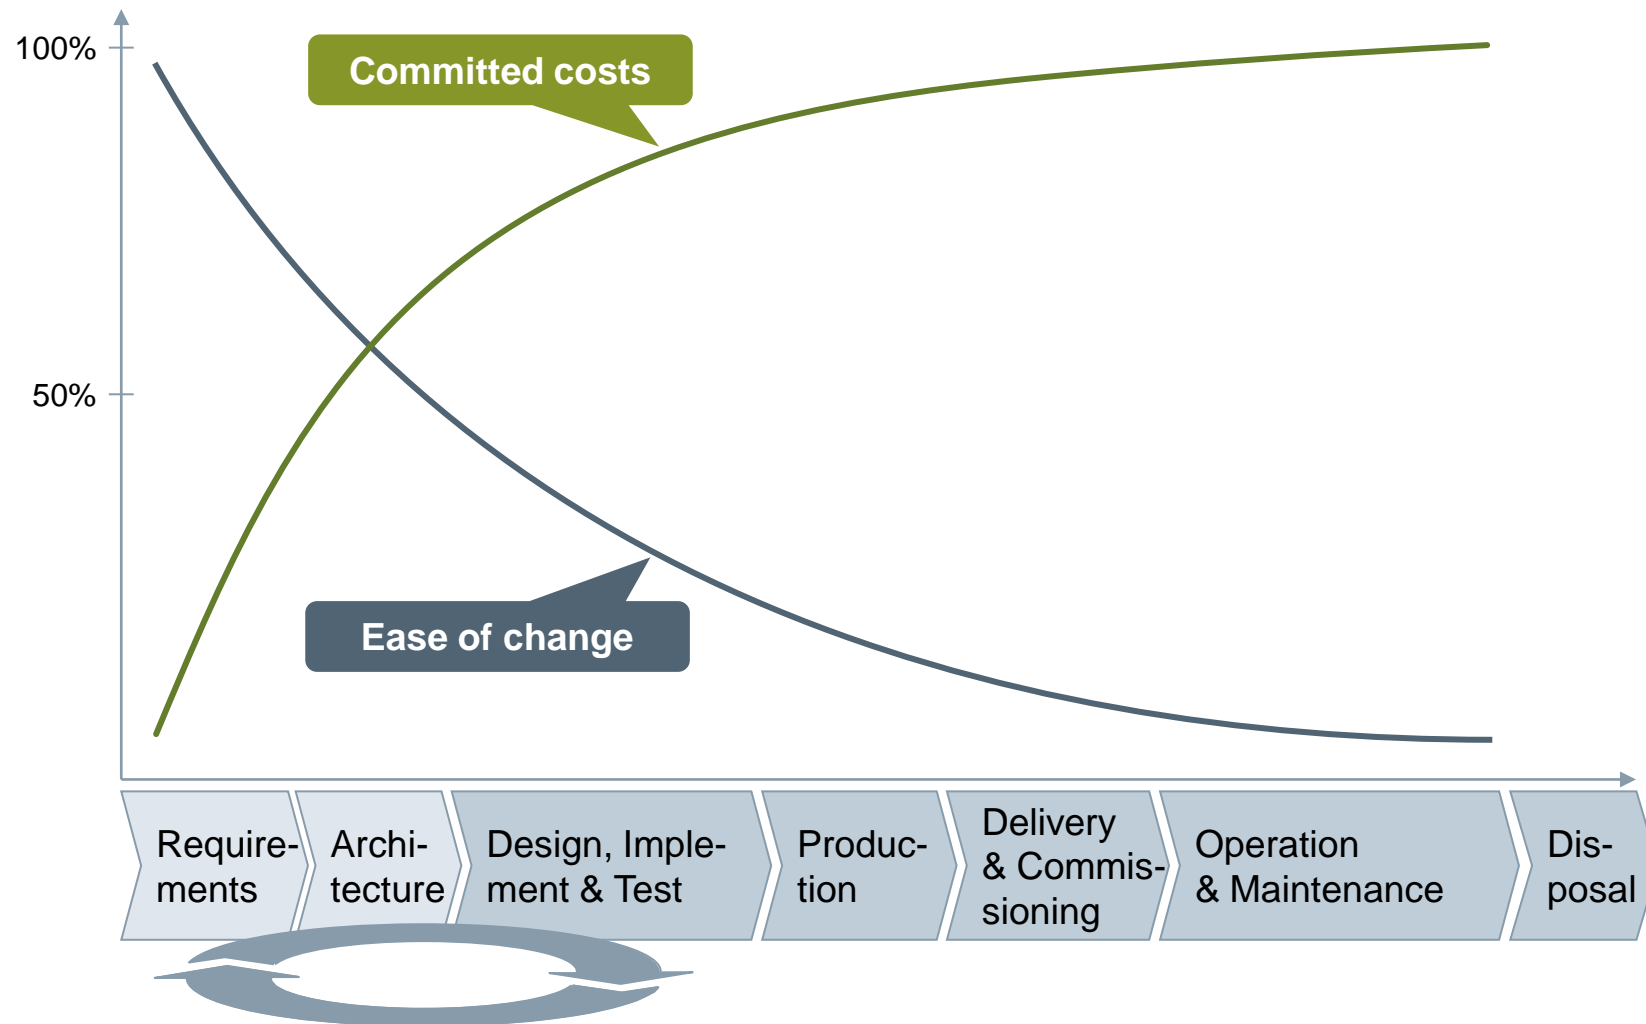 100%
Committed costs
50%
Ease of change
Require-
ments
Archi-
tecture
Design, Imple-
ment & Test
Produc-
tion
Delivery
& Commis-
sioning
Operation
& Maintenance
Dis-
posal